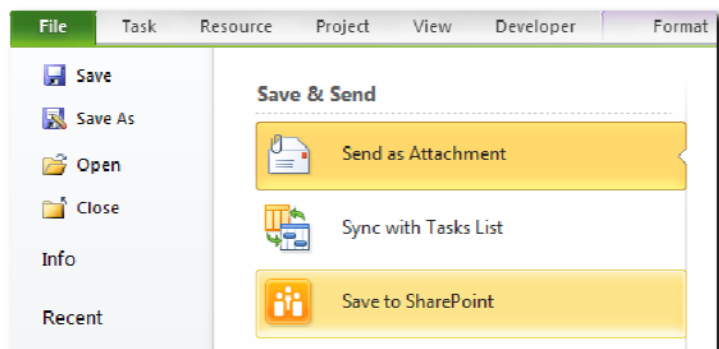 File Task Resource Project View Developer Format
Save
Save As
Open
Close
Info
Recent
Save & Send
Send as Attachment
Sync with Tasks List
Save to SharePoint